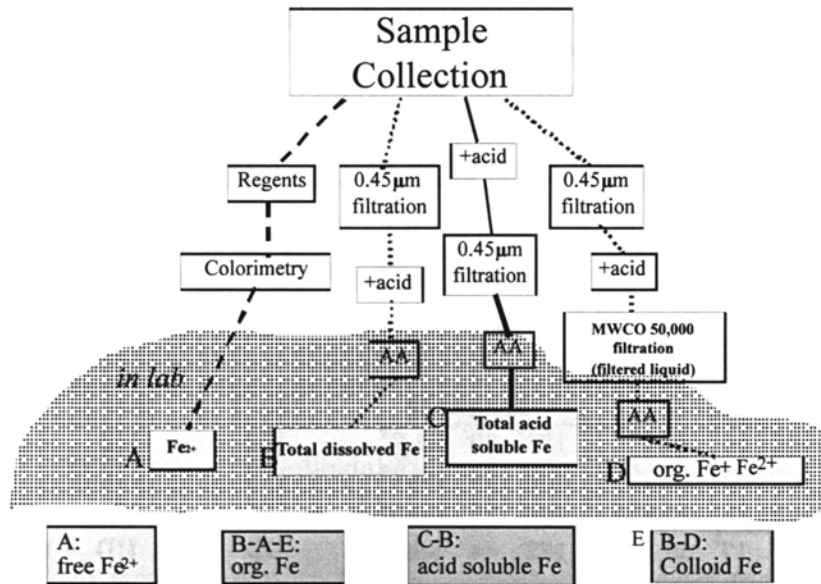 Sample
Collection
Regents
0.45µm
filtration
+acid
0.45µm
filtration
Colorimetry
+acid
0.45µm
filtration
+acid
MWCO 50,000
filtration
(filtered liquid)
in lab
AA
AA
AA
A
Fe2+
B
Total dissolved Fe
C
Total acid
soluble Fe
D
org. Fe+ Fe²⁺
A:
free Fe²⁺
B-A-E:
org. Fe
C-B:
acid soluble Fe
E
B-D:
Colloid Fe